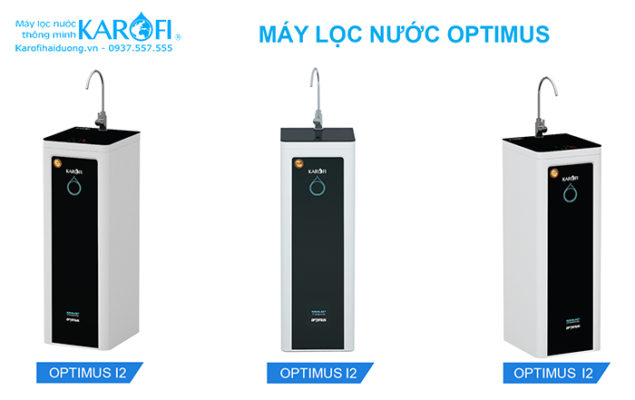 Máy lọc nước
thông minh
KAROFI ®
Karofihaiduong.vn - 0937.557.555
MÁY LỌC NƯỚC OPTIMUS
KAROFI
KAROFI
KAROFI
OPTIMUS
OPTIMUS
OPTIMUS
OPTIMUS I2
OPTIMUS I2
OPTIMUS I2